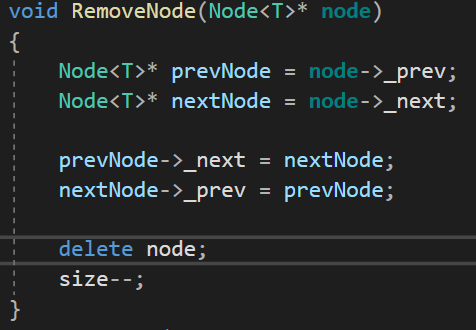 void RemoveNode(Node<T>* node)
{
    Node<T>* prevNode = node->_prev;
    Node<T>* nextNode = node->_next;

    prevNode->_next = nextNode;
    nextNode->_prev = prevNode;

    delete node;
    size--;
}